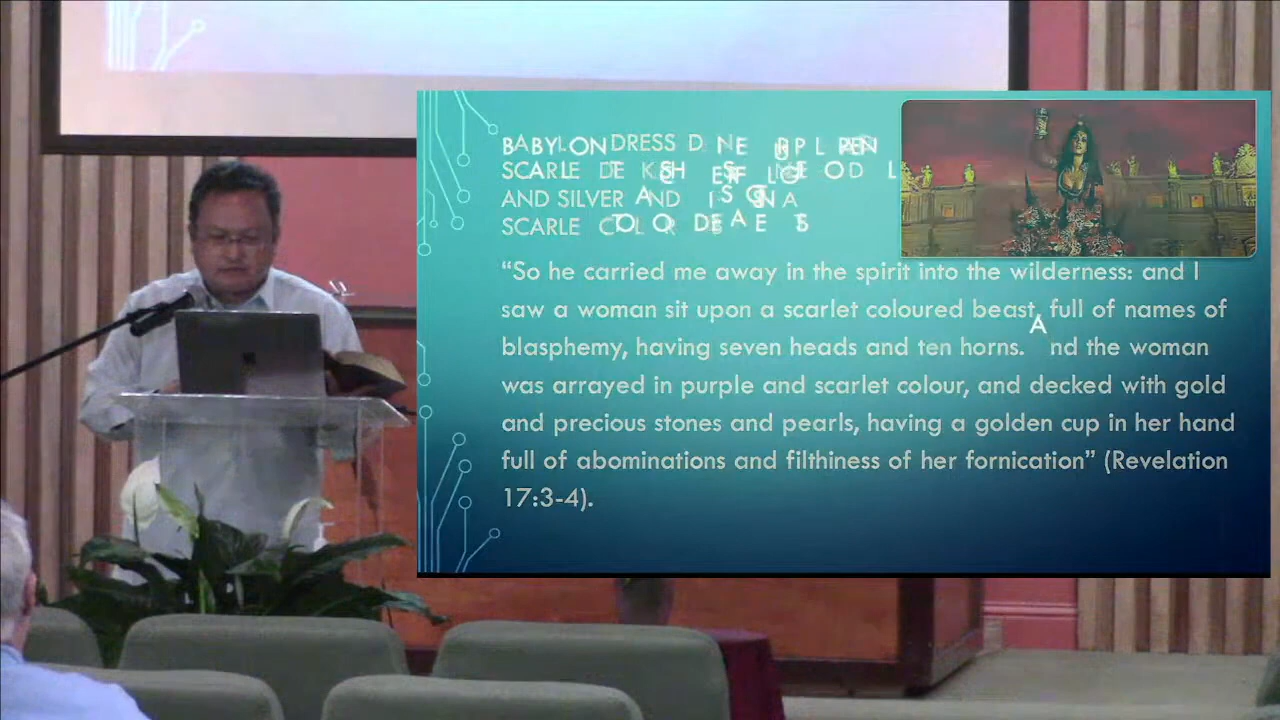 BABYLON DRESS
SCARLE
AND SILVER
SCARLE
“So he carried me away in the spirit into the wilderness: and I
saw a woman sit upon a scarlet coloured beast, full of names of
blasphemy, having seven heads and ten horns. And the woman
was arrayed in purple and scarlet colour, and decked with gold
and precious stones and pearls, having a golden cup in her hand
full of abominations and filthiness of her fornication” (Revelation
17:3-4).